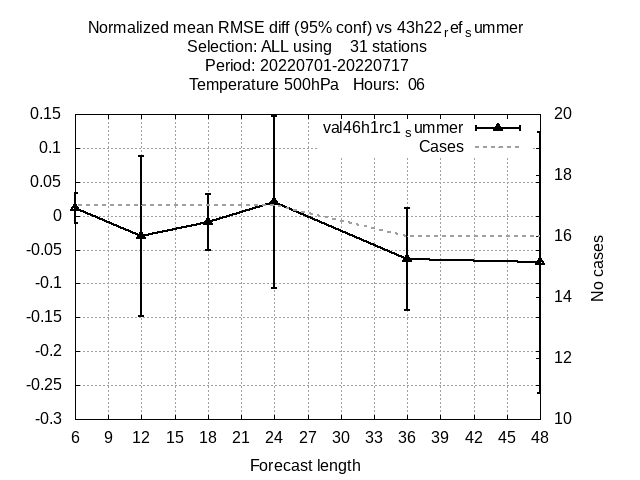 Normalized mean RMSE diff (95% conf) vs 43h22ᵣefₛummer
Selection: ALL using 31 stations
Period: 20220701-20220717
Temperature 500hPa Hours: 06
val46h1rc1ₛummer
Cases
0.15
0.1
0.05
0
-0.05
-0.1
-0.15
-0.2
-0.25
-0.3
20
18
16
14
12
10
No cases
6 9 12 15 18 21 24 27 30 33 36 39 42 45 48
Forecast length